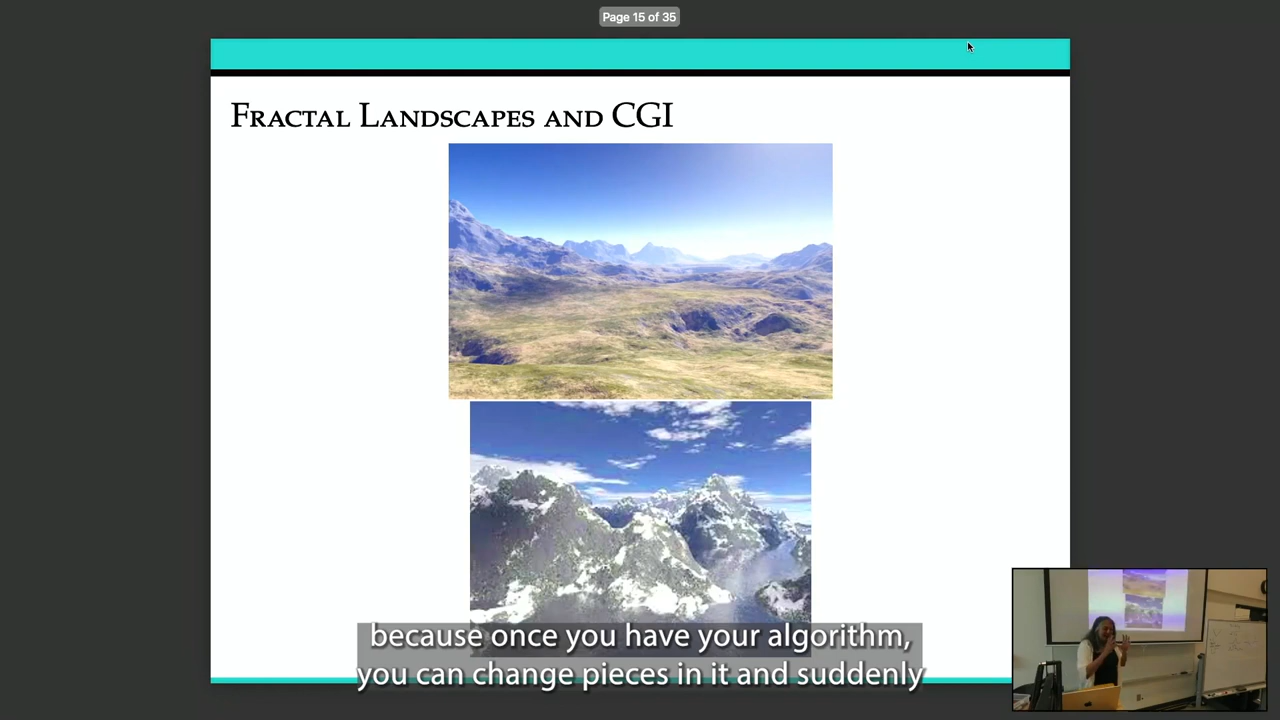 Page 15 of 35
Fractal Landscapes and CGI
because once you have your algorithm,
you can change pieces in it and suddenly